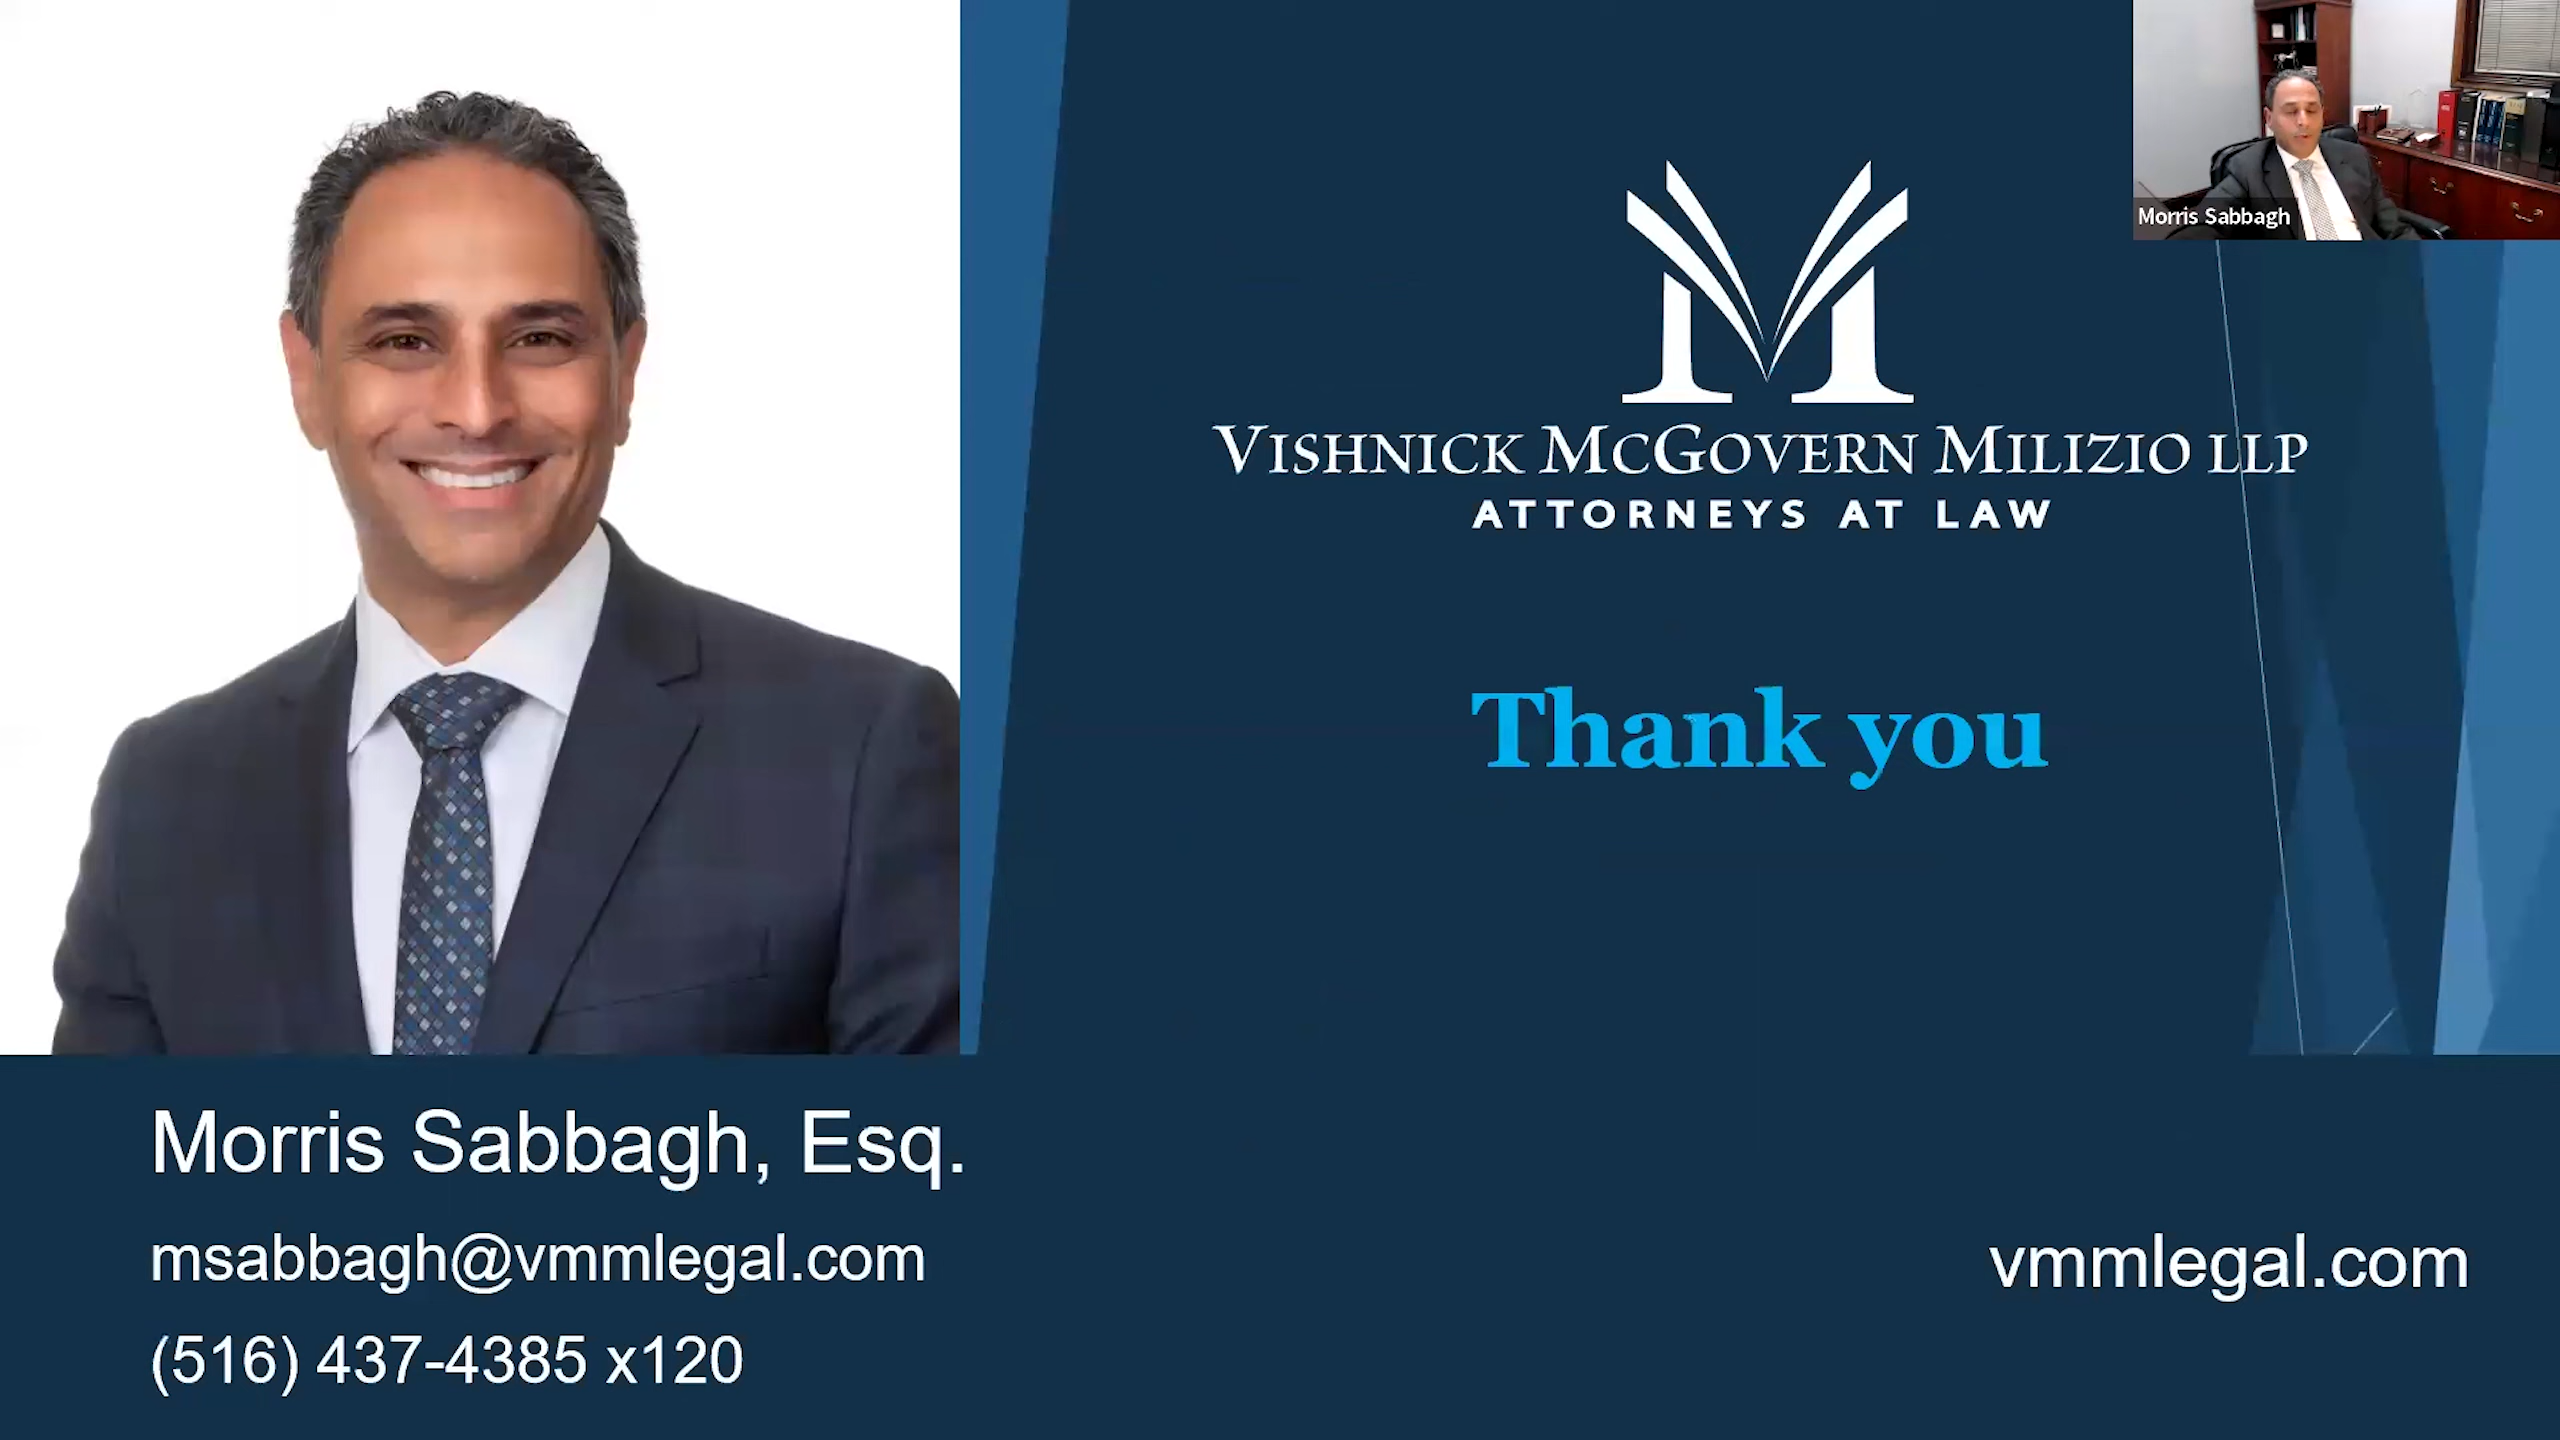 Morris Sabbagh
VISHNICK MCGOVERN MILIZIO LLP
ATTORNEYS AT LAW
Thank you
Morris Sabbagh, Esq.
msabbagh@vmmlegal.com
(516) 437-4385 x120
vmmlegal.com